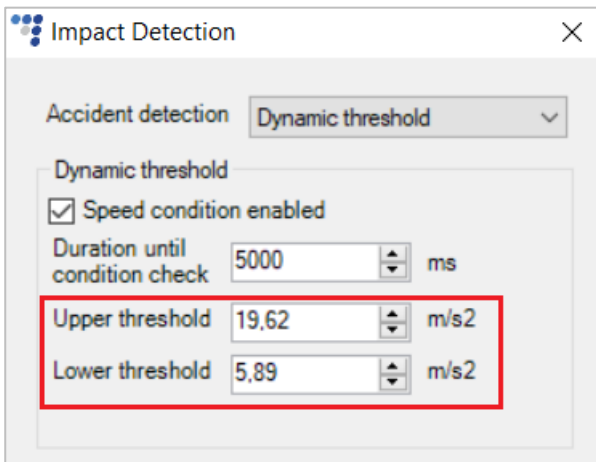 Impact Detection
Accident detection Dynamic threshold
Dynamic threshold
Speed condition enabled
Duration until
condition check 5000 ms
Upper threshold 19,62 m/s2
Lower threshold 5,89 m/s2